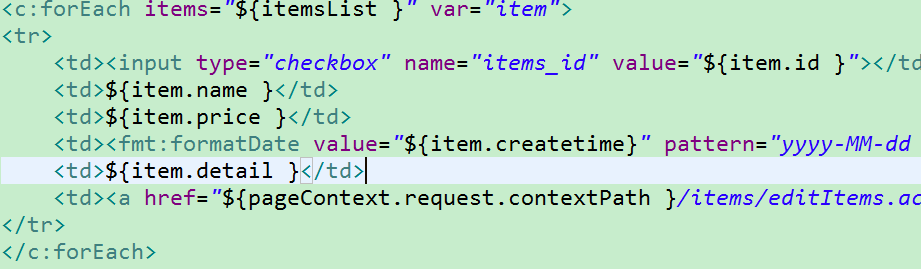 <c:forEach items="${itemsList }" var="item">
<tr>
<td><input type="checkbox" name="items_id" value="${item.id }"></td
<td>${item.name }</td>
<td>${item.price }</td>
<td><fmt:formatDate value="${item.createtime}" pattern="yyyy-MM-dd
<td>${item.detail }</td>
<td><a href="${pageContext.request.contextPath }/items/editItems.ac
</tr>
</c:forEach>